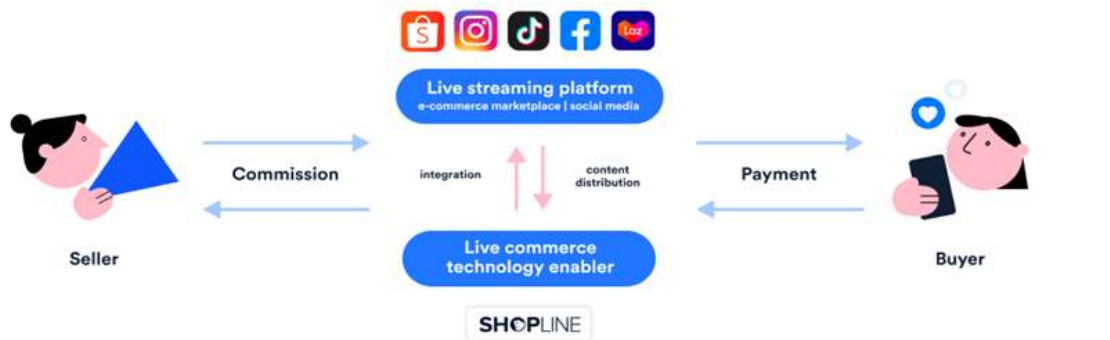 S
Laz
Live streaming platform
e-commerce marketplace | social media
Commission
integration
content
distribution
Payment
Seller
Live commerce
technology enabler
Buyer
SHOPLINE